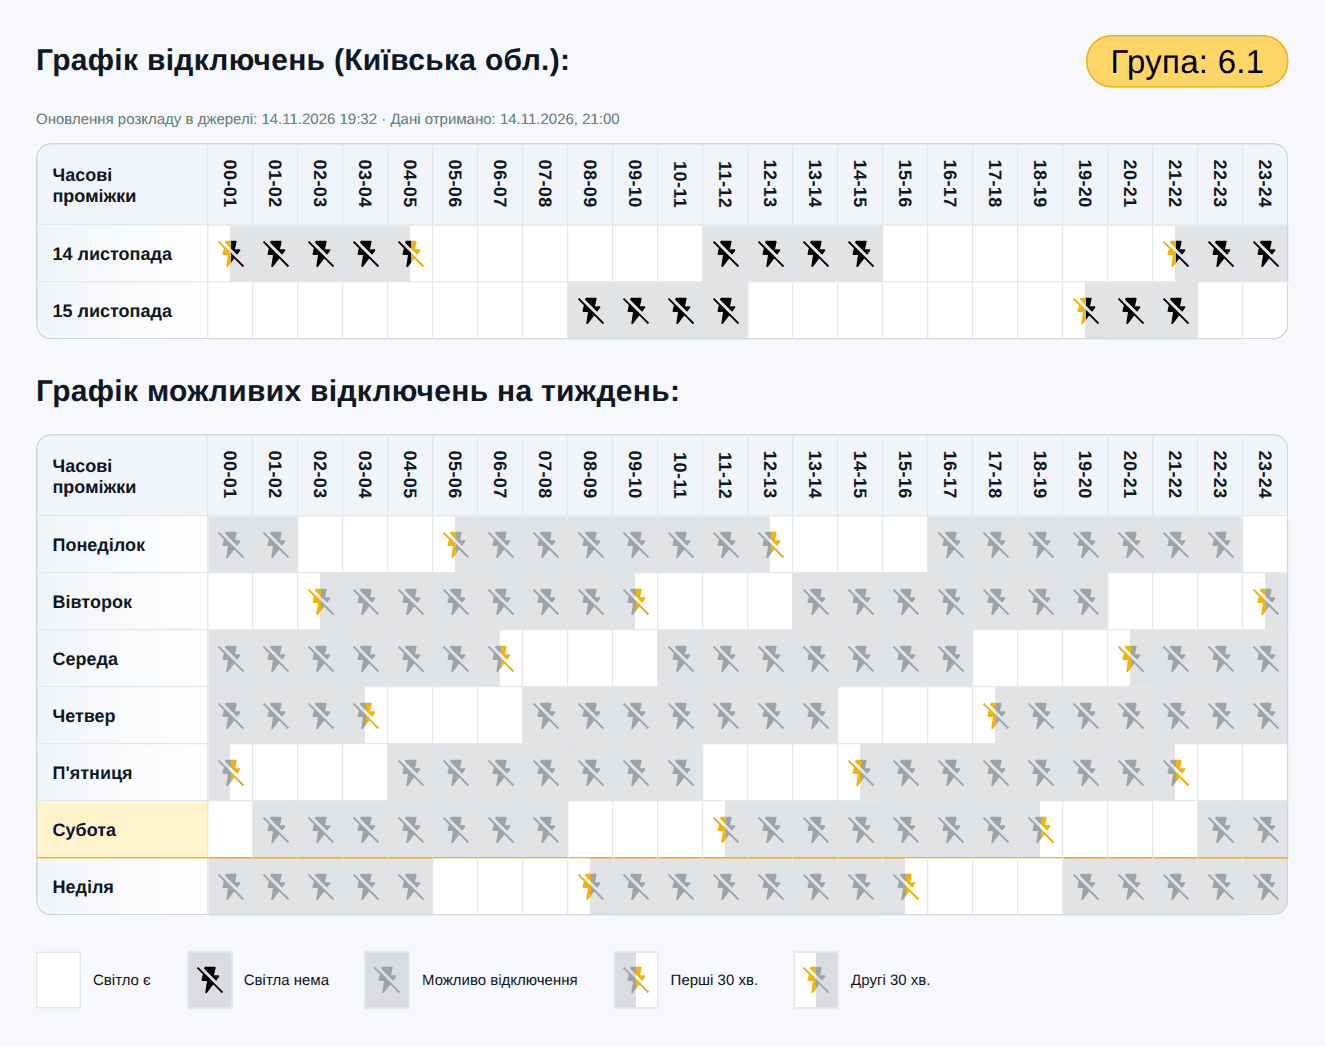 Графік відключень (Київська обл.):
Група: 6.1
Оновлення розкладу в джерелі: 14.11.2026 19:32 · Дані отримано: 14.11.2026, 21:00
Часові проміжки 00-01 01-02 02-03 03-04 04-05 05-06 06-07 07-08 08-09 09-10 10-11 11-12 12-13 13-14 14-15 15-16 16-17 17-18 18-19 19-20 20-21 21-22 22-23 23-24
14 листопада
15 листопада
Графік можливих відключень на тиждень:
Часові проміжки 00-01 01-02 02-03 03-04 04-05 05-06 06-07 07-08 08-09 09-10 10-11 11-12 12-13 13-14 14-15 15-16 16-17 17-18 18-19 19-20 20-21 21-22 22-23 23-24
Понеділок
Вівторок
Середа
Четвер
П'ятниця
Субота
Неділя
Світло є Світла нема Можливо відключення Перші 30 хв. Другі 30 хв.